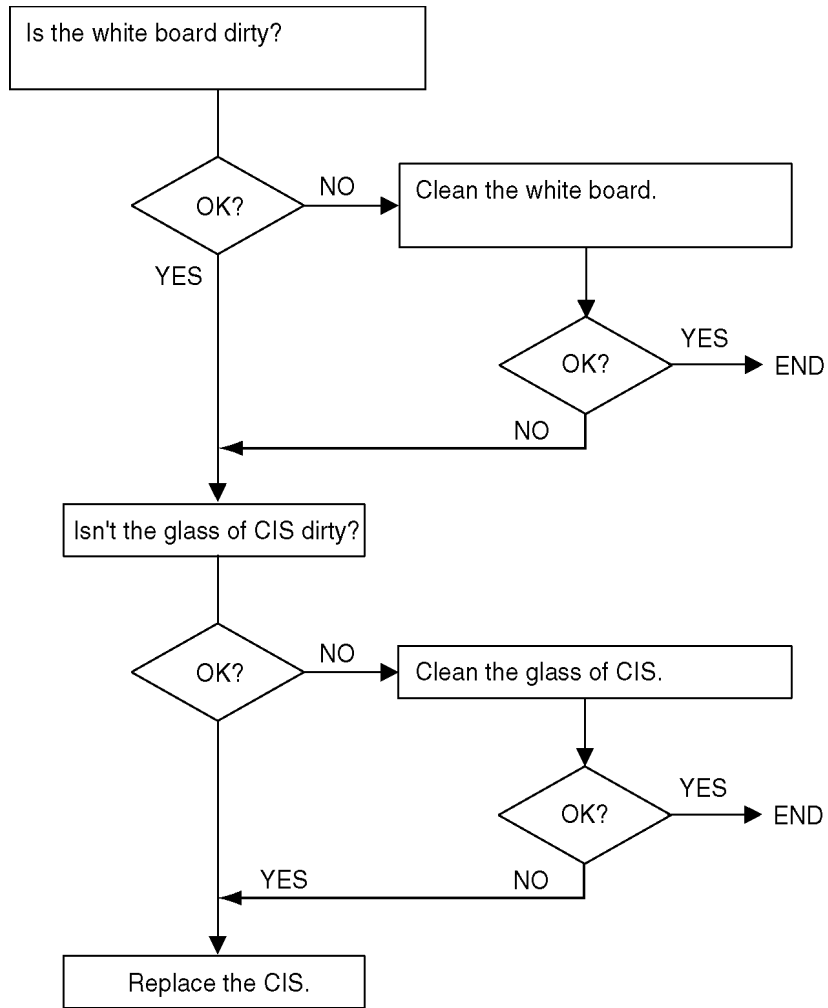 Is the white board dirty?
OK?
NO
Clean the white board.
YES
OK?
YES
END
NO
Isn't the glass of CIS dirty?
OK?
NO
Clean the glass of CIS.
OK?
YES
END
YES
NO
Replace the CIS.